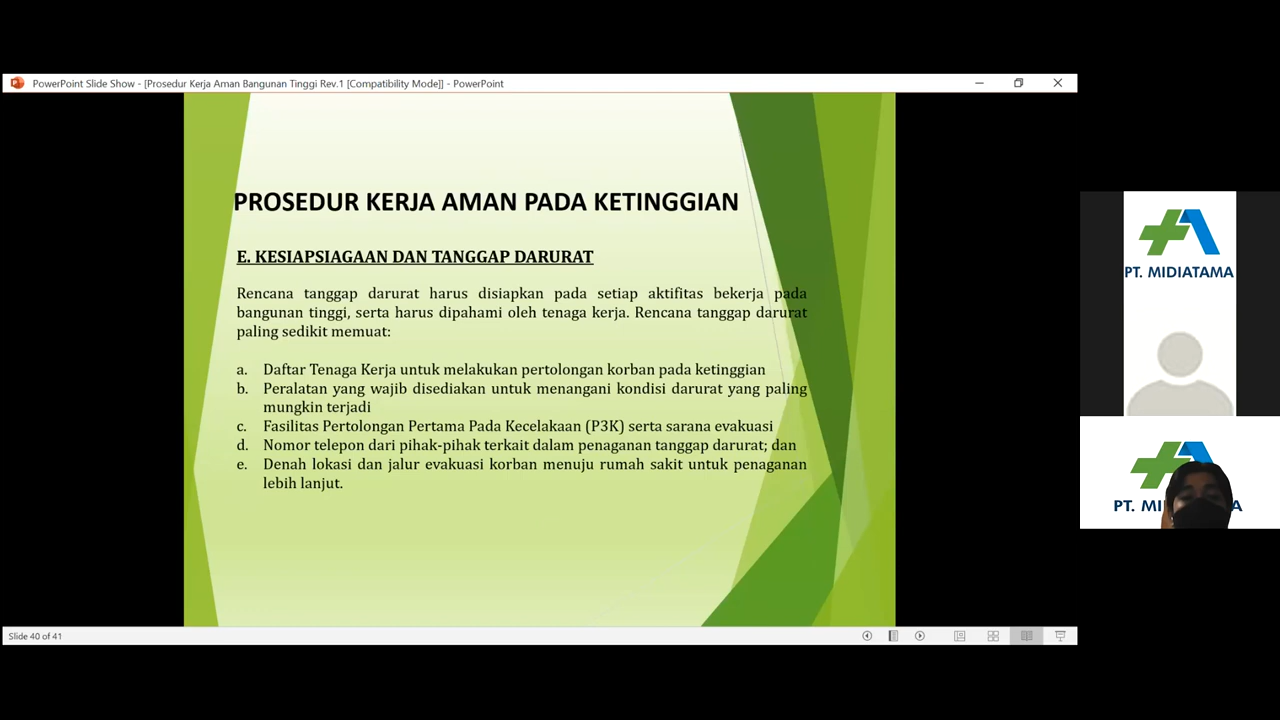 PowerPoint Slide Show - [Prosedur Kerja Aman Bangunan Tinggi Rev.1 [Compatibility Mode]] - PowerPoint
PROSEDUR KERJA AMAN PADA KETINGGIAN
E. KESIAPSIAGAAN DAN TANGGAP DARURAT
Rencana tanggap darurat harus disiapkan pada setiap aktifitas bekerja pada
bangunan tinggi, serta harus dipahami oleh tenaga kerja. Rencana tanggap darurat
paling sedikit memuat:
a. Daftar Tenaga Kerja untuk melakukan pertolongan korban pada ketinggian
b. Peralatan yang wajib disediakan untuk menangani kondisi darurat yang paling
mungkin terjadi
c. Fasilitas Pertolongan Pertama Pada Kecelakaan (P3K) serta sarana evakuasi
d. Nomor telepon dari pihak-pihak terkait dalam penaganan tanggap darurat; dan
e. Denah lokasi dan jalur evakuasi korban menuju rumah sakit untuk penaganan
lebih lanjut.
Slide 40 of 41
PT. MIDIATAMA
PT. MI A